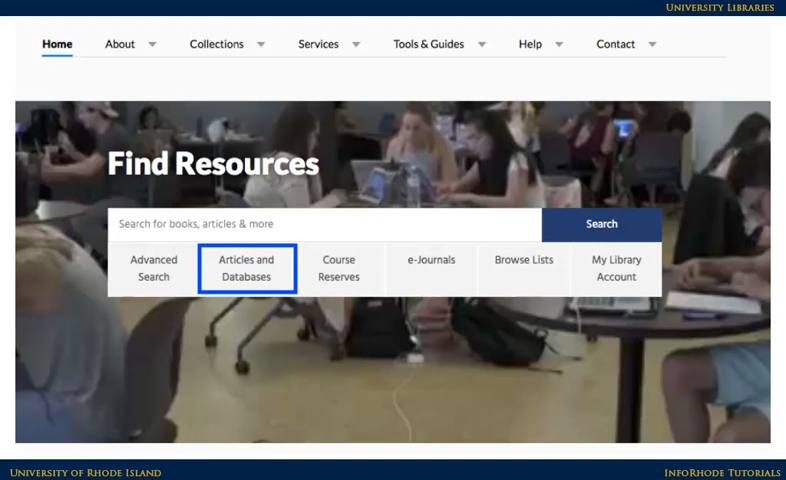 UNIVERSITY LIBRARIES
Home About Collections Services Tools & Guides Help Contact
Find Resources
Search for books, articles & more Search
Advanced Search
Articles and Databases
Course Reserves
e-Journals
Browse Lists
My Library Account
UNIVERSITY OF RHODE ISLAND
INFORHODE TUTORIALS